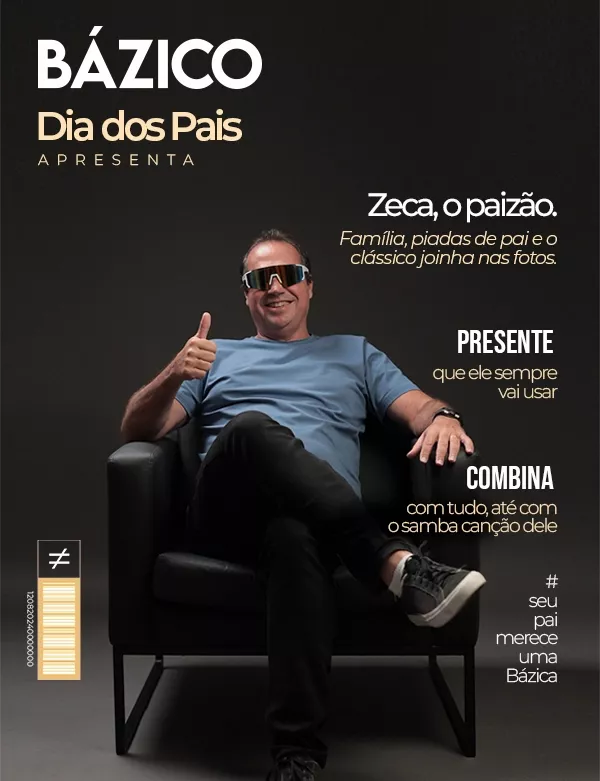 BÁZICO
Dia dos Pais
APRESENTA
Zeca, o paizão.
Família, piadas de pai e o
clássico joinha nas fotos.
PRESENTE
que ele sempre
vai usar
COMBINA
com tudo, até com
o samba canção dele
≠
12082024000000
#
seu
pai
merece
uma
Bázica